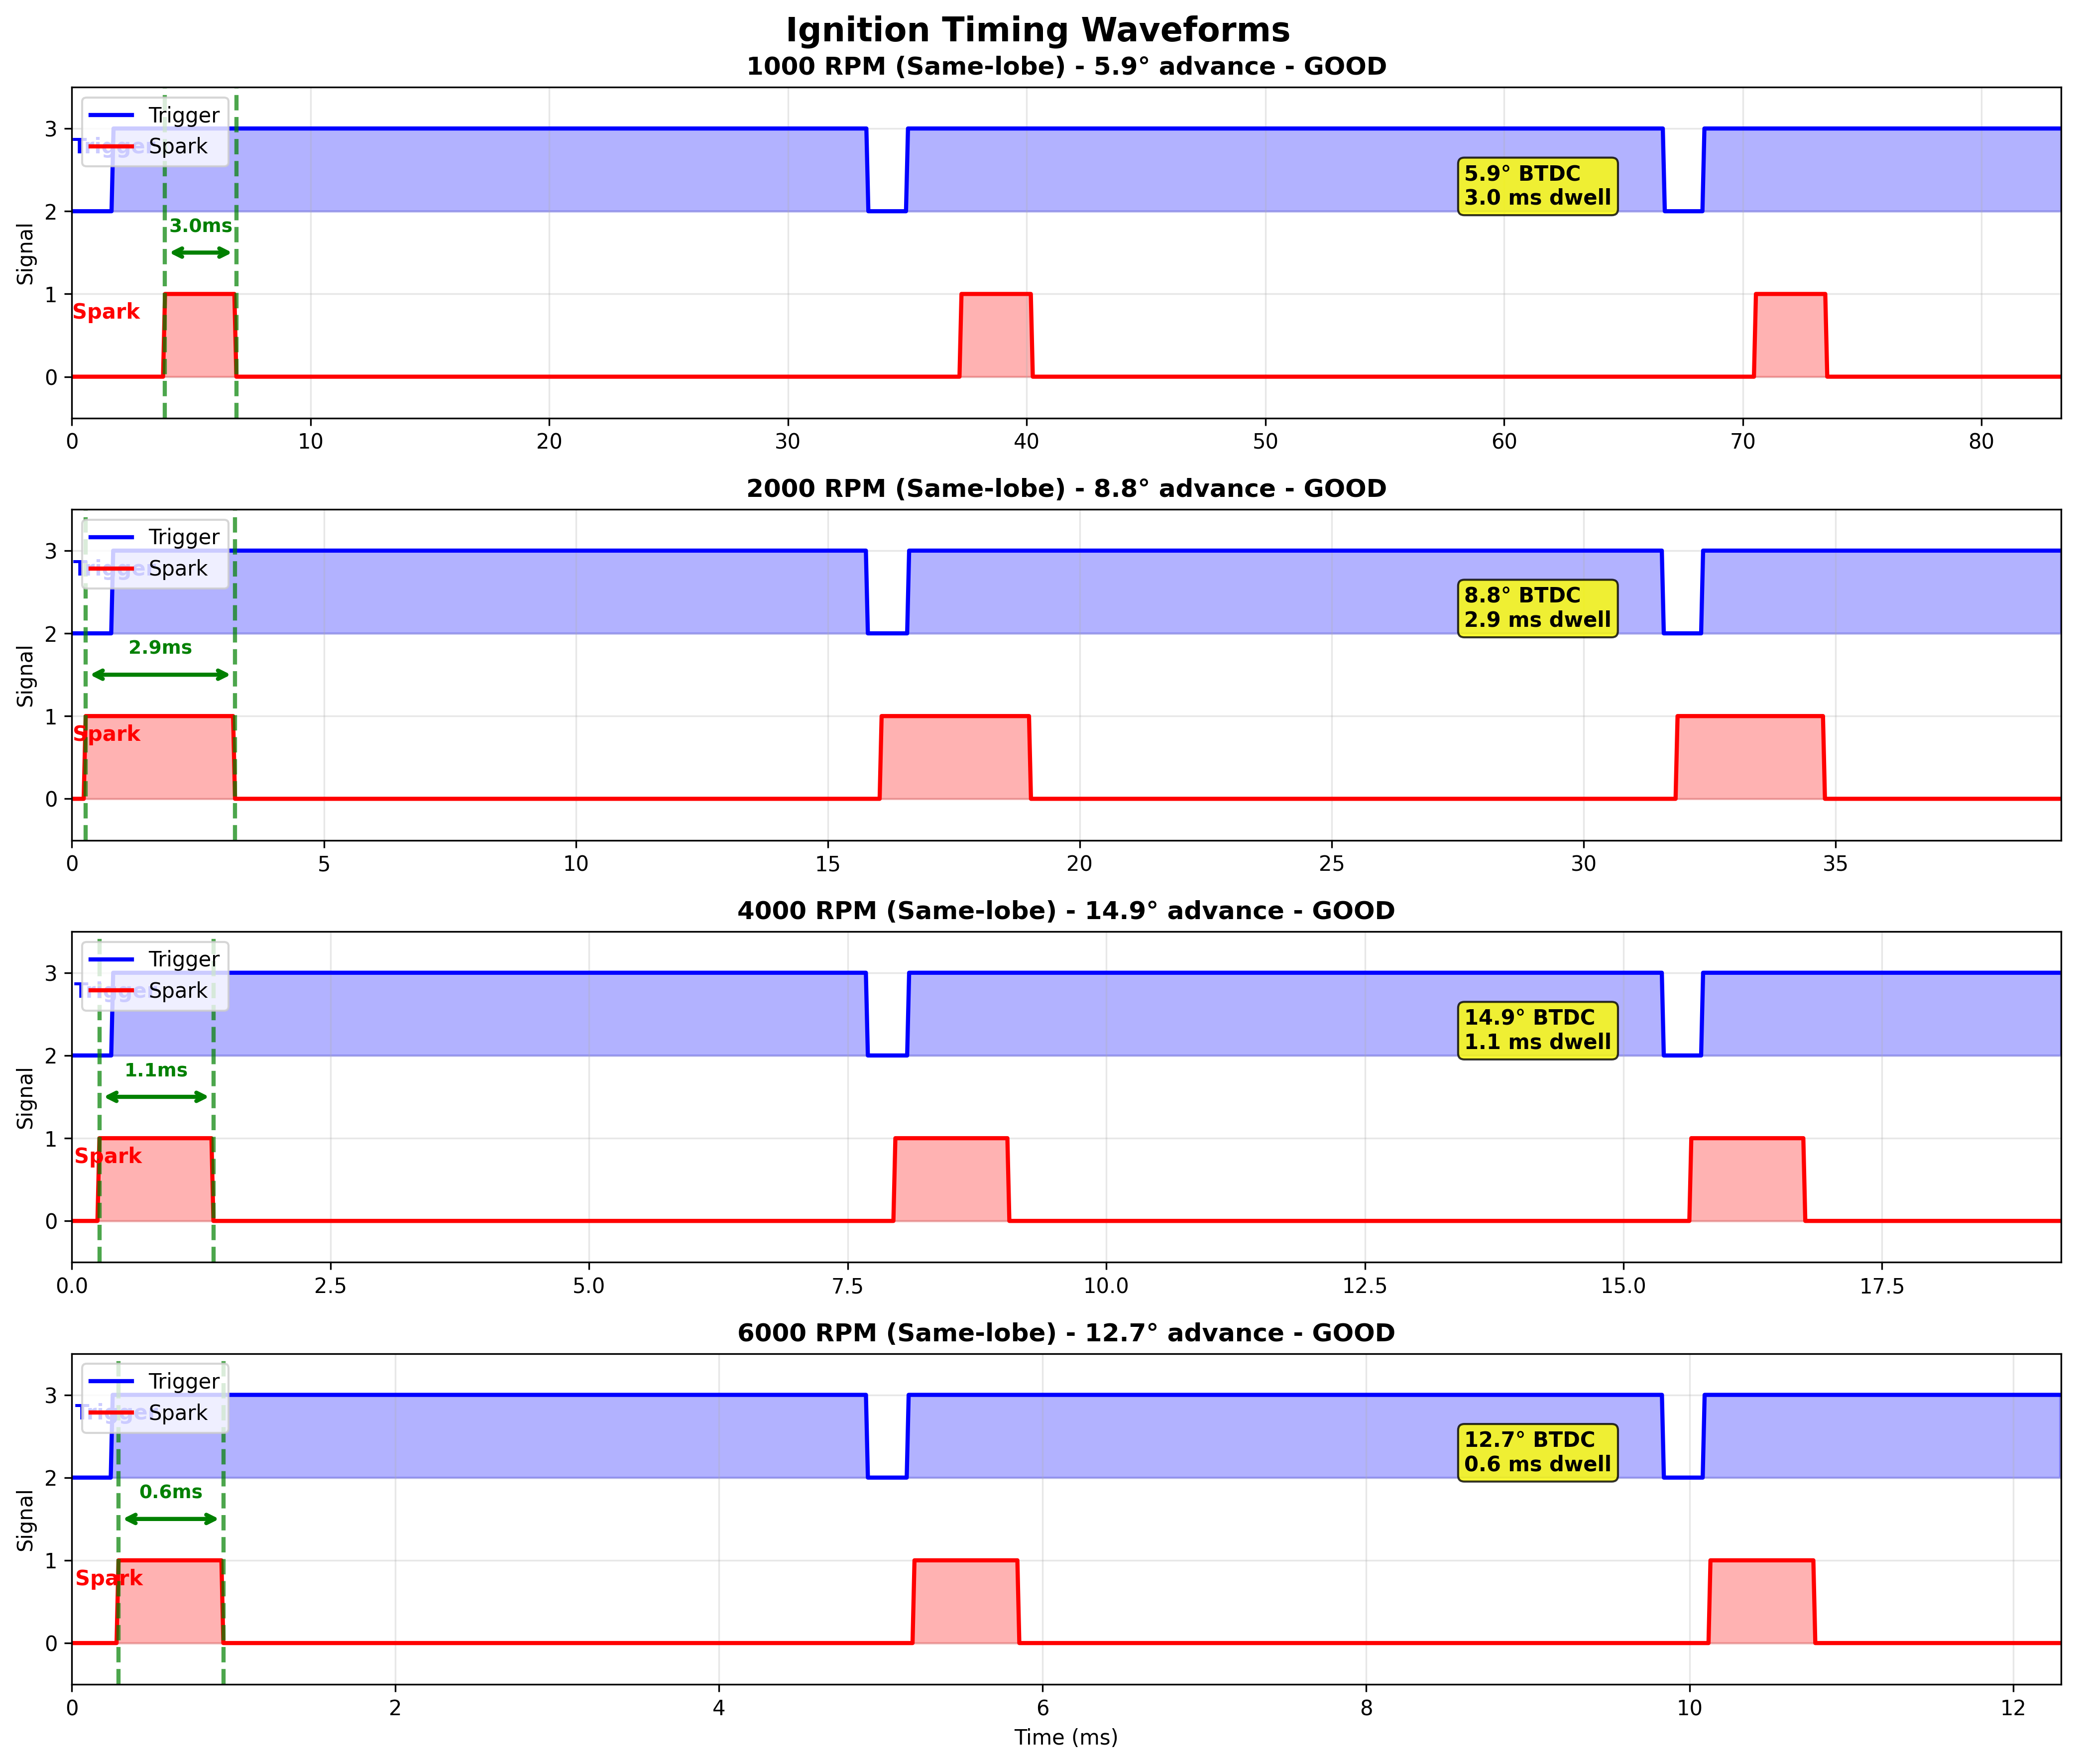 Ignition Timing Waveforms
1000 RPM (Same-lobe) - 5.9° advance - GOOD
Trigger
Spark
Trigger
3
2
1
0
Signal
3.0ms
Spark
5.9° BTDC
3.0 ms dwell
0 10 20 30 40 50 60 70 80
2000 RPM (Same-lobe) - 8.8° advance - GOOD
Trigger
Spark
Trigger
3
2
1
0
Signal
2.9ms
Spark
8.8° BTDC
2.9 ms dwell
0 5 10 15 20 25 30 35
4000 RPM (Same-lobe) - 14.9° advance - GOOD
Trigger
Spark
Trigger
3
2
1
0
Signal
1.1ms
Spark
14.9° BTDC
1.1 ms dwell
0.0 2.5 5.0 7.5 10.0 12.5 15.0 17.5
6000 RPM (Same-lobe) - 12.7° advance - GOOD
Trigger
Spark
Trigger
3
2
1
0
Signal
0.6ms
Spark
12.7° BTDC
0.6 ms dwell
0 2 4 6 8 10 12
Time (ms)